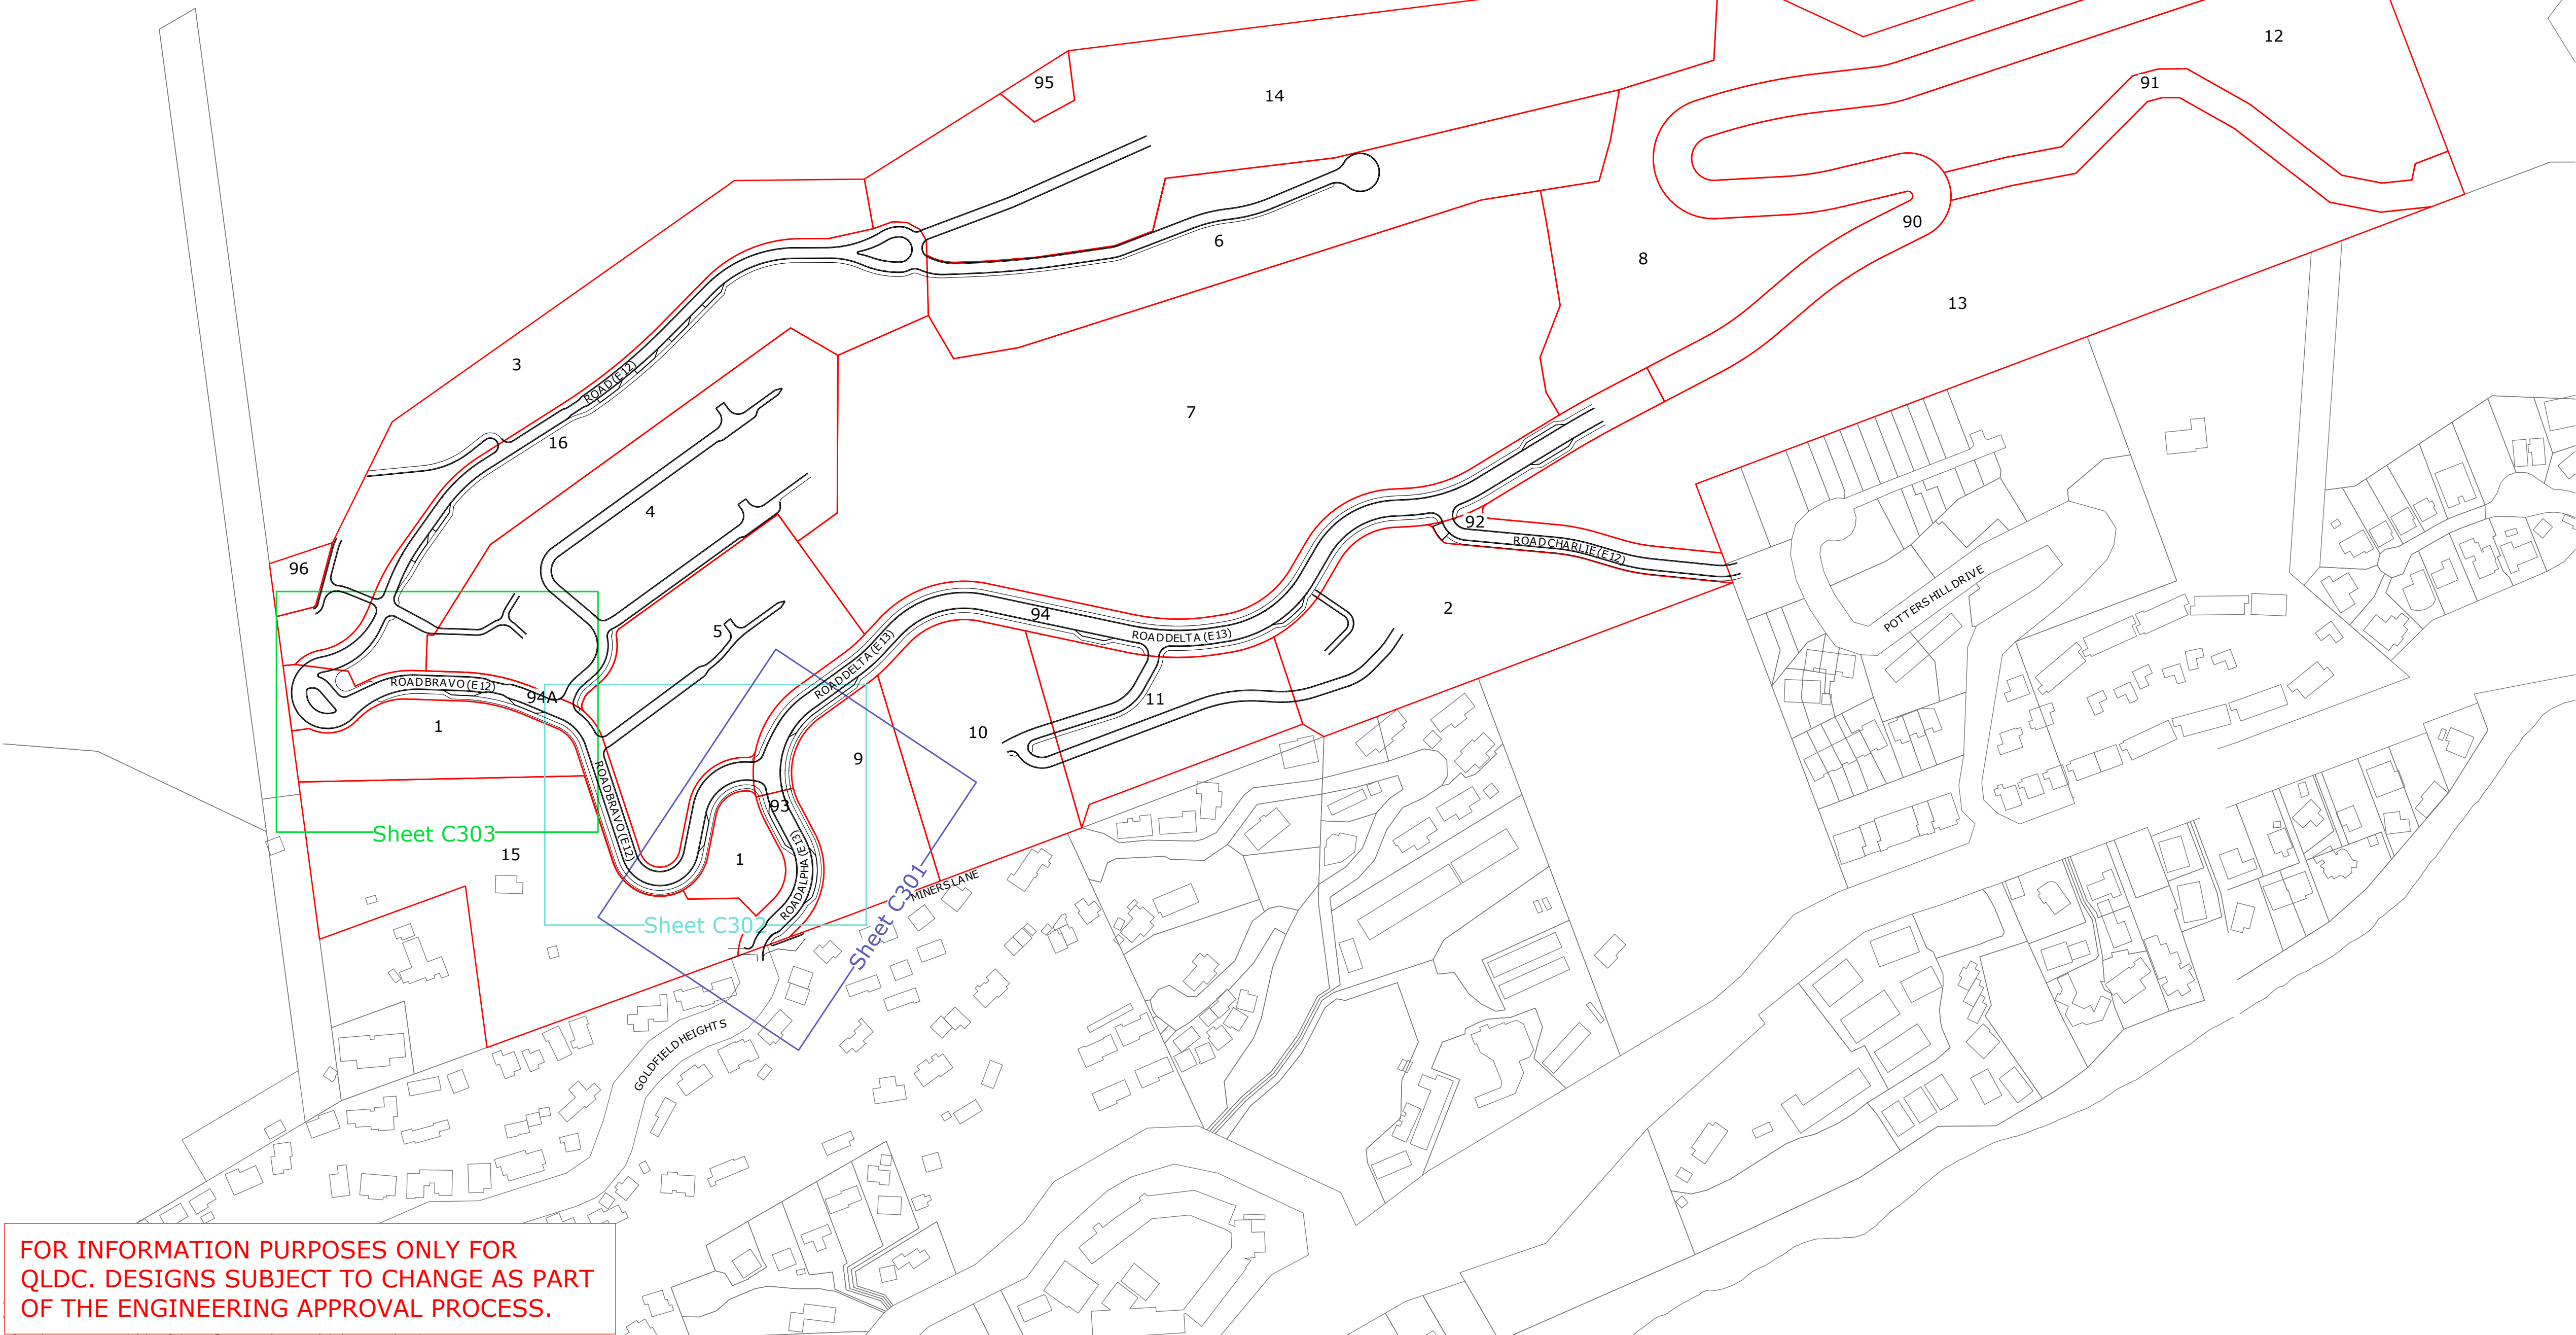 12
95
91
14
90
6
8
13
3
7
ROAD (E12)
16
4
92
ROAD CHARLIE (E12)
96
POTTERS HILL DRIVE
2
94
5
ROAD DELTA (E13)
ROAD DELTA (E13)
ROAD BRAVO (E12)
94A
11
1
10
9
ROAD BRAVO (E12)
93
Sheet C303
15
1
ROAD ALPHA (E13)
MINERS LANE
Sheet C302
Sheet C301
GOLDFIELD HEIGHTS
FOR INFORMATION PURPOSES ONLY FOR
QLDC. DESIGNS SUBJECT TO CHANGE AS PART
OF THE ENGINEERING APPROVAL PROCESS.